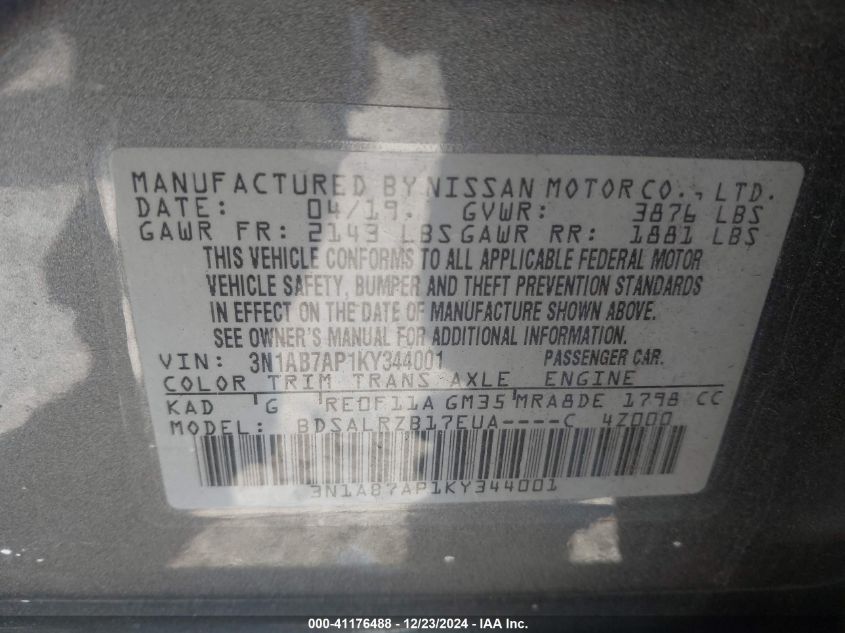 MANUFACTURED BY NISSAN MOTOR CO., LTD.
DATE: 04/19. GVWR: 3876 LBS
GAWR FR: 2143 LBS GAWR RR: 1881 LBS
THIS VEHICLE CONFORMS TO ALL APPLICABLE FEDERAL MOTOR
VEHICLE SAFETY, BUMPER AND THEFT PREVENTION STANDARDS
IN EFFECT ON THE DATE OF MANUFACTURE SHOWN ABOVE.
SEE OWNER'S MANUAL FOR ADDITIONAL INFORMATION.
VIN: 3N1AB7AP1KY344001 PASSENGER CAR.
COLOR TRIM TRANS AXLE ENGINE
KAD G RE0F11A GM35 MRA8DE 1798 CC
MODEL: BDSALRZB17EUA----C 4Z000
3N1AB7AP1KY344001
000-41176488 - 12/23/2024 - IAA Inc.